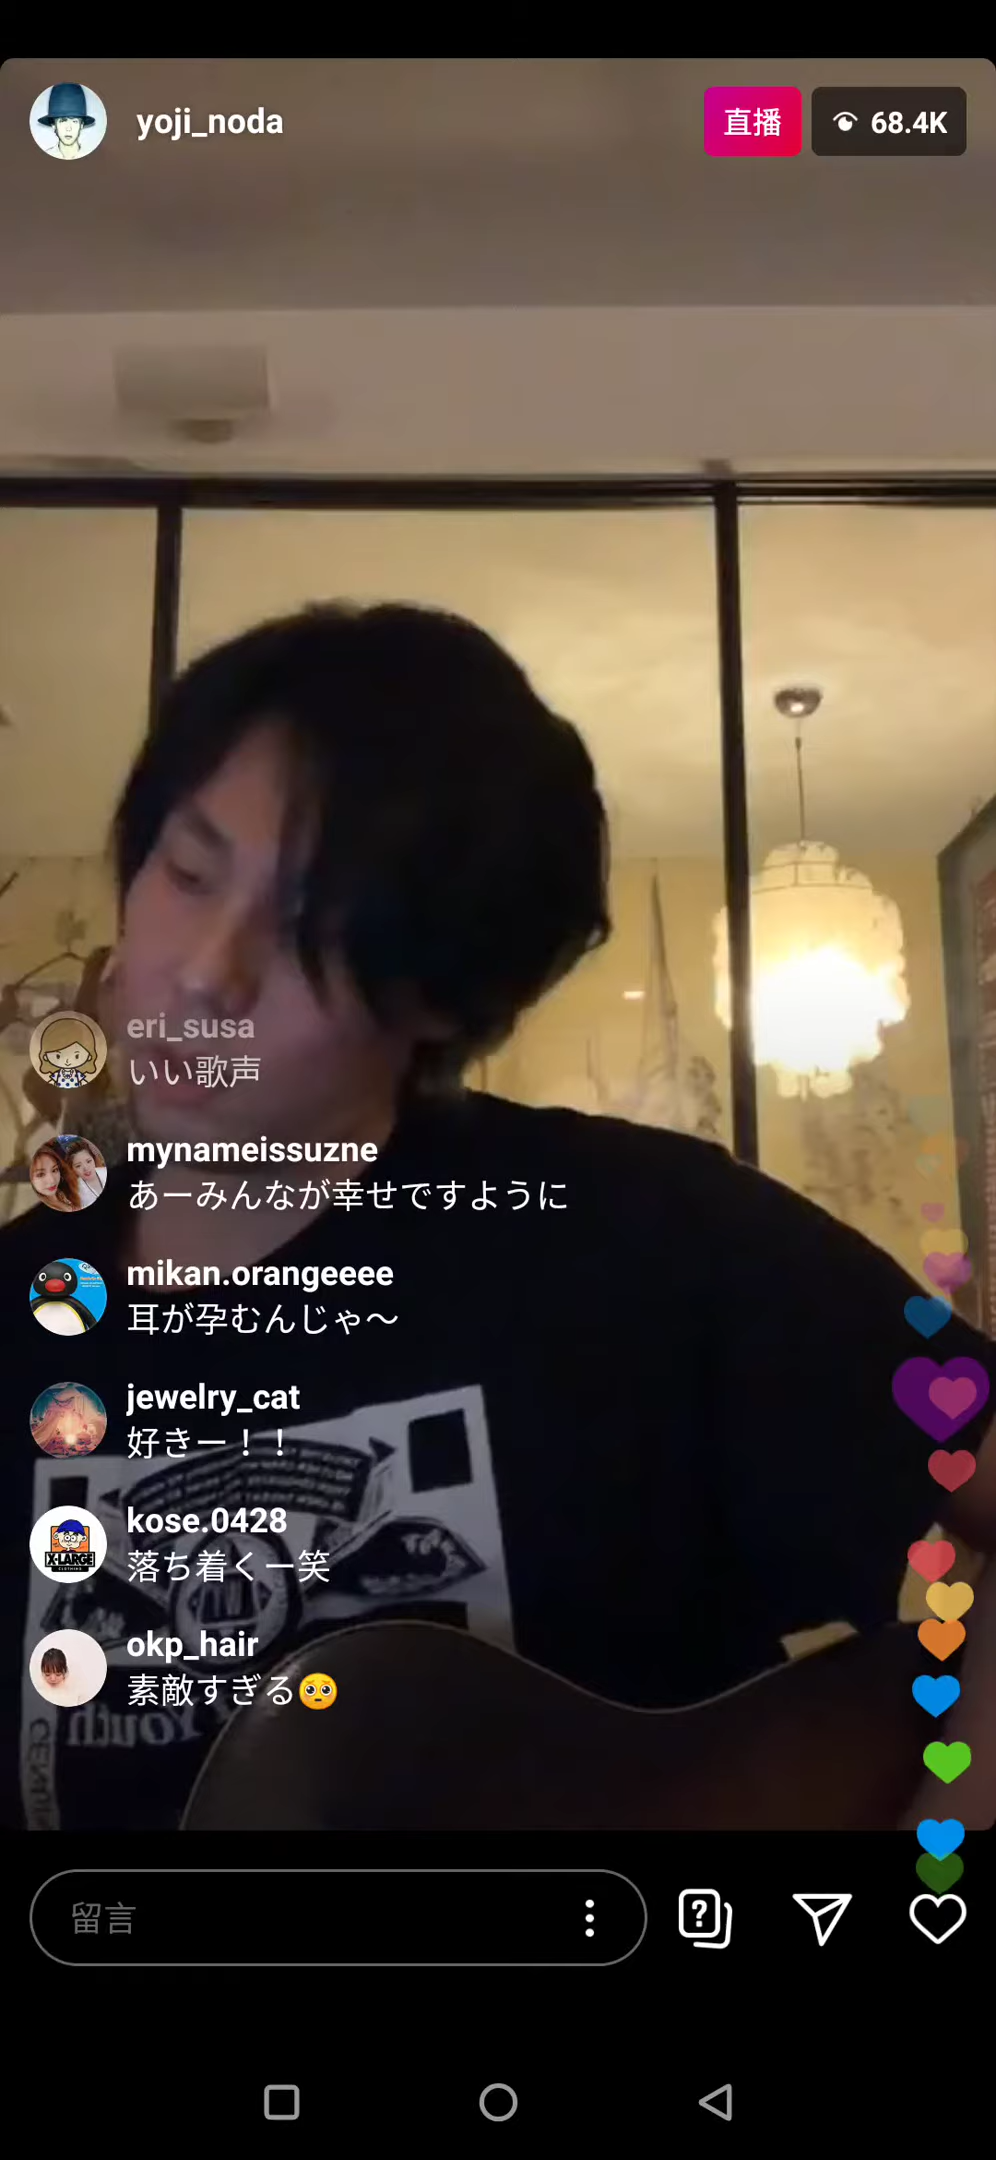 yoji_noda
直播
68.4K
eri_susa
いい歌声
mynameissuzne
あーみんなが幸せですように
mikan.orangeeee
耳が孕むんじゃ〜
jewelry_cat
好きー！！
kose.0428
X-LARGE
落ち着くー笑
okp_hair
素敵すぎる🥺
Youth
留言